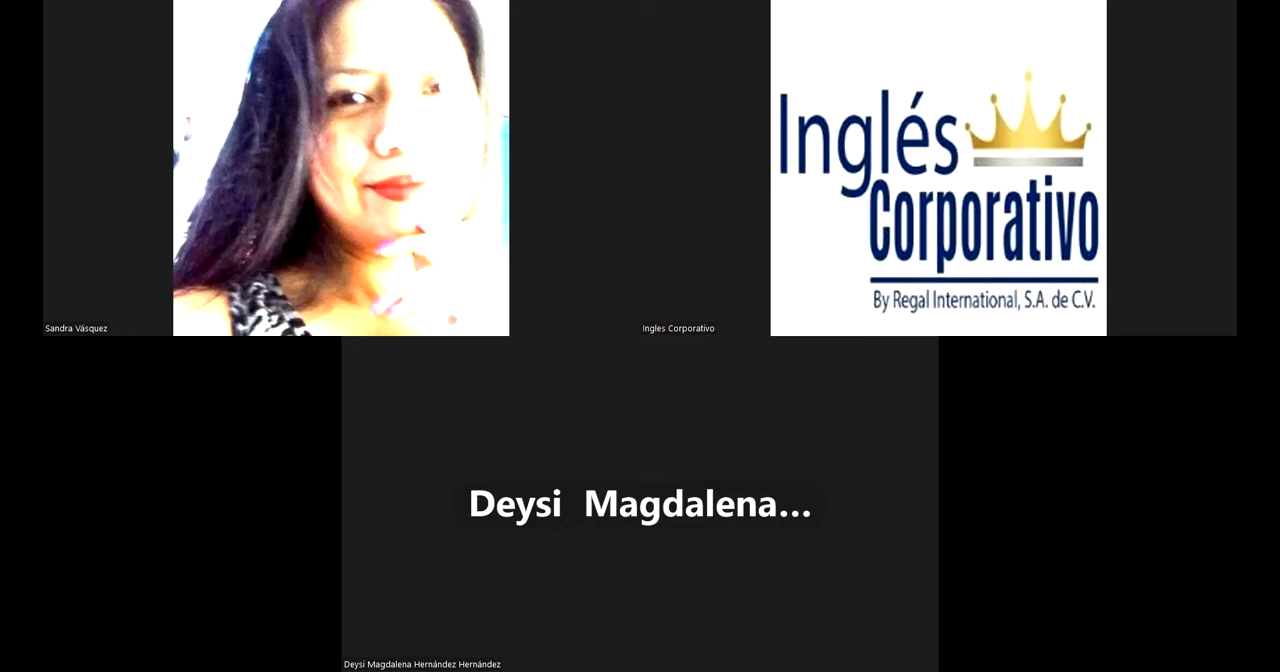 Inglés
Corporativo
By Regal International, S.A. de C.V.
Sandra Vásquez
Ingles Corporativo
Deysi Magdalena...
Deysi Magdalena Hernández Hernández